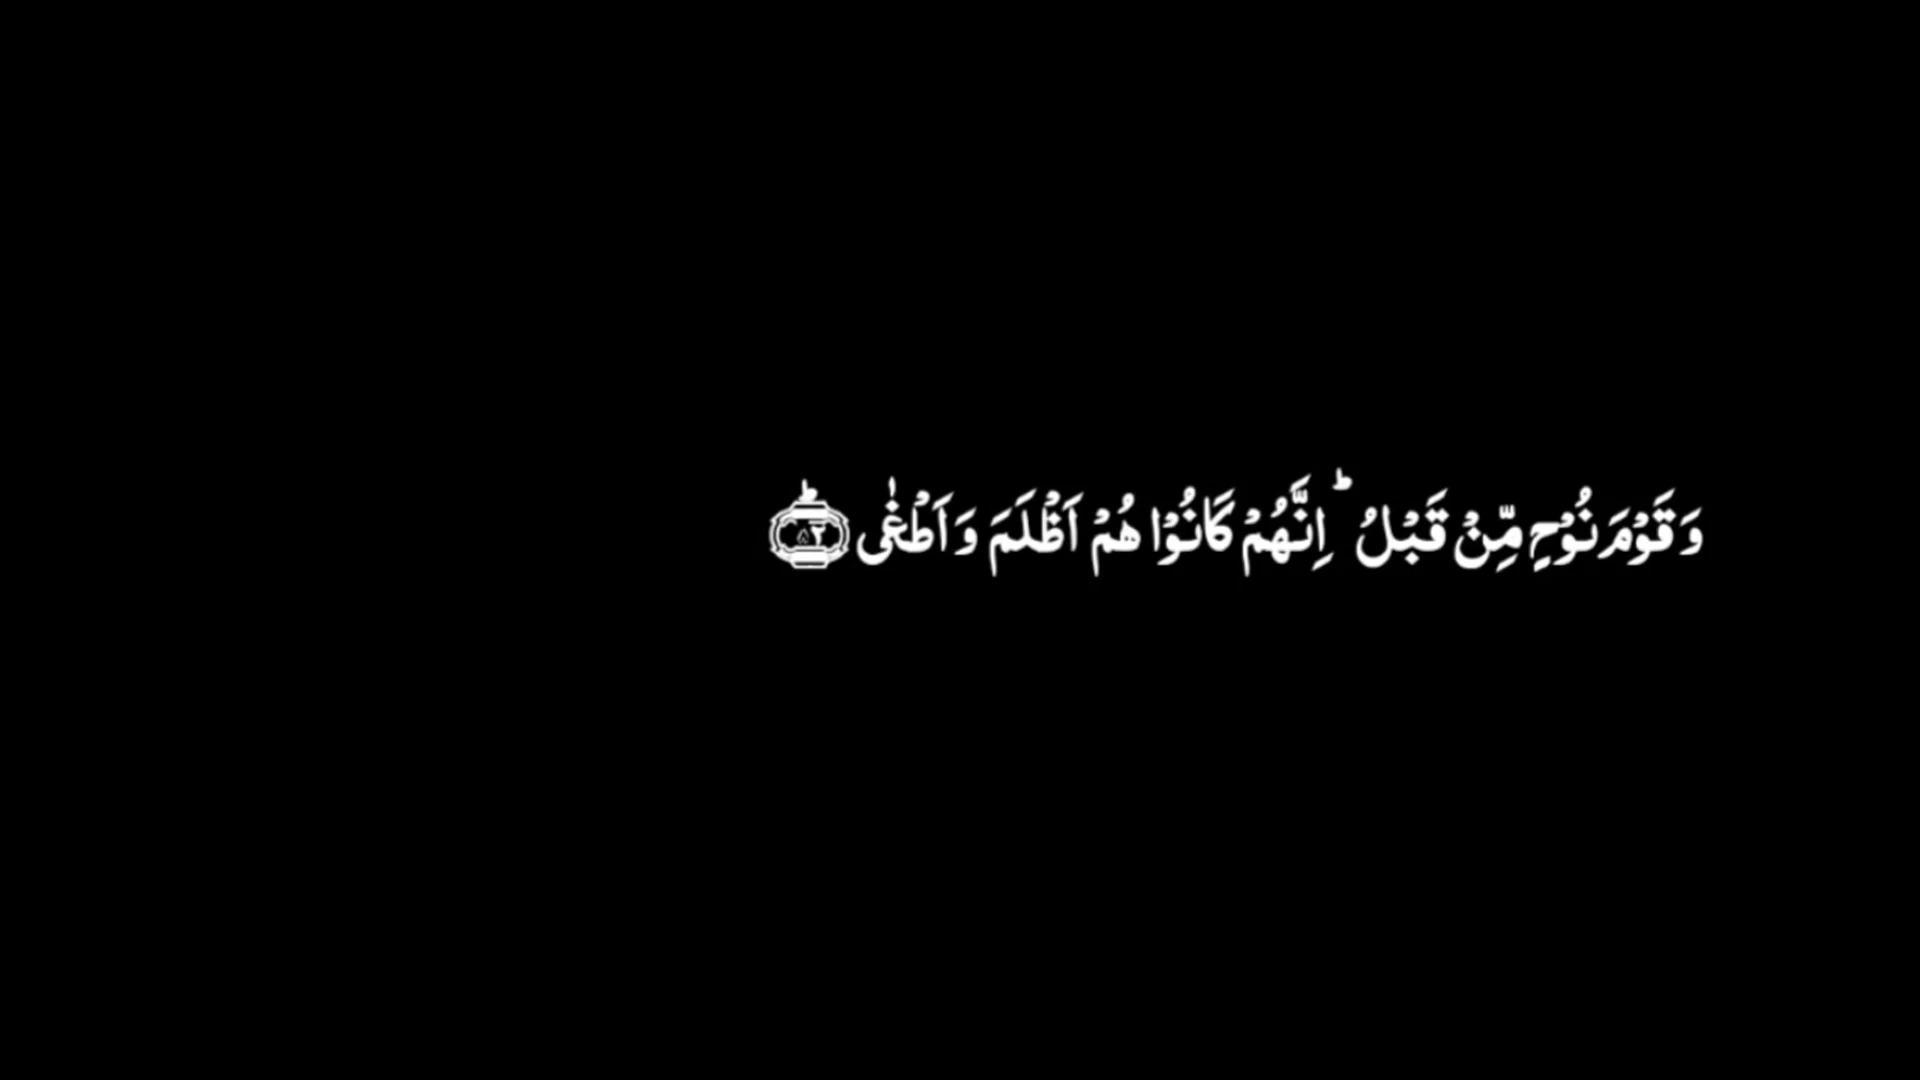 وَقَوْمَ نُوْحٍ مِّنْ قَبْلُ ؕ اِنَّهُمْ كَانُوْا هُمْ اَظْلَمَ وَاَطْغٰى ؕ